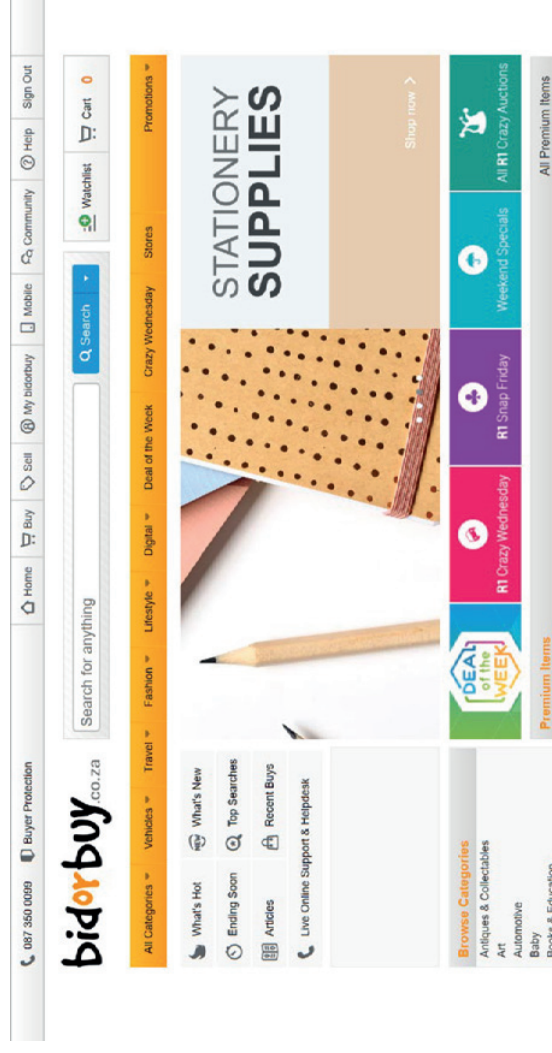 087 380 0099 Buyer Protection Home Buy Sell My bidorbuy Mobile Community Help Sign Out
bidorbuy.co.za Search for anything Search Watchlist Cart 0
All Categories Vehicles Travel Fashion Lifestyle Digital Deal of the Week Crazy Wednesday Stores Promotions
What's Hot NEW What's New
Ending Soon Top Searches
Articles Recent Buys
Live Online Support & Helpdesk
STATIONERY
SUPPLIES
Shop now >
DEAL
of the
WEEK
R1 Crazy Wednesday
R1 Snap Friday
Weekend Specials
All R1 Crazy Auctions
Browse Categories
Antiques & Collectables
Art
Automotive
Baby
Books & Education
Premium Items All Premium Items